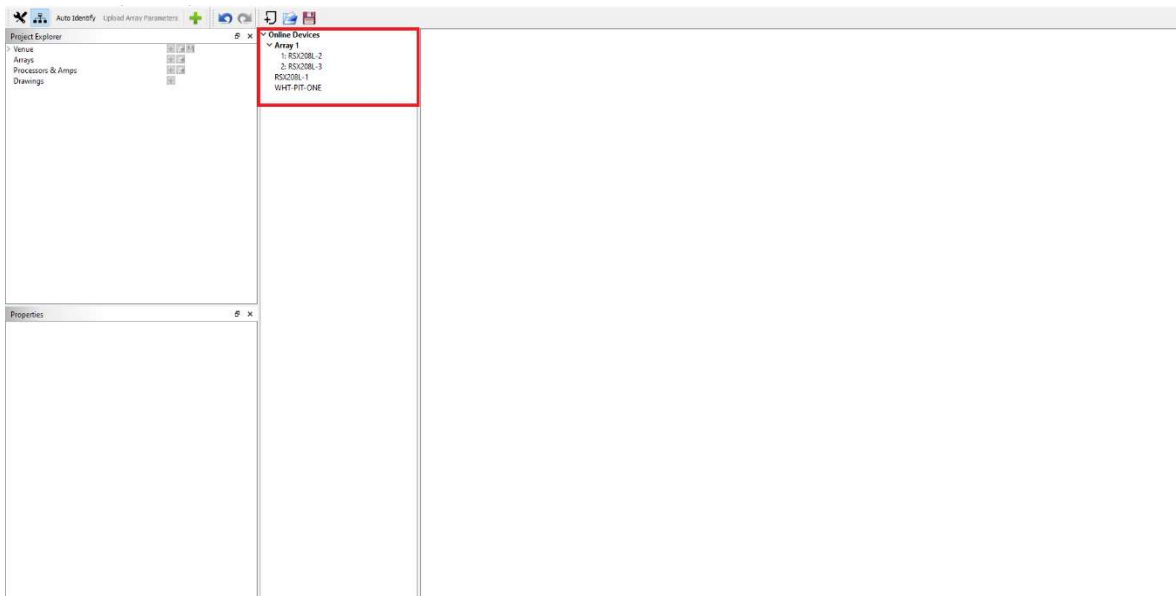 Auto Identify Upload Array Parameters
Project Explorer
Venue
Arrays
Processors & Amps
Drawings
Online Devices
Array 1
1: RSX208L-2
2: RSX208L-3
RSX208L-1
WHT-PIT-ONE
Properties